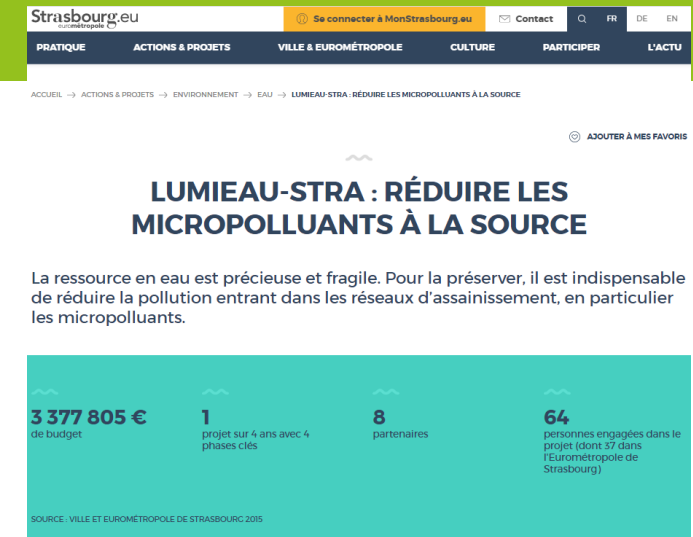 Strasbourg.eu
eurométropole
Se connecter à MonStrasbourg.eu
Contact
FR
DE
EN
PRATIQUE
ACTIONS & PROJETS
VILLE & EUROMÉTROPOLE
CULTURE
PARTICIPER
L'ACTU
ACCUEIL → ACTIONS & PROJETS → ENVIRONNEMENT → EAU → LUMIEAU-STRA : RÉDUIRE LES MICROPOLLUANTS À LA SOURCE
AJOUTER À MES FAVORIS
LUMIEAU-STRA : RÉDUIRE LES
MICROPOLLUANTS À LA SOURCE
La ressource en eau est précieuse et fragile. Pour la préserver, il est indispensable
de réduire la pollution entrant dans les réseaux d'assainissement, en particulier
les micropolluants.
3 377 805 €
de budget
1
projet sur 4 ans avec 4
phases clés
8
partenaires
64
personnes engagées dans le
projet (dont 37 dans
l'Eurométropole de
Strasbourg)
SOURCE : VILLE ET EUROMÉTROPOLE DE STRASBOURG 2015